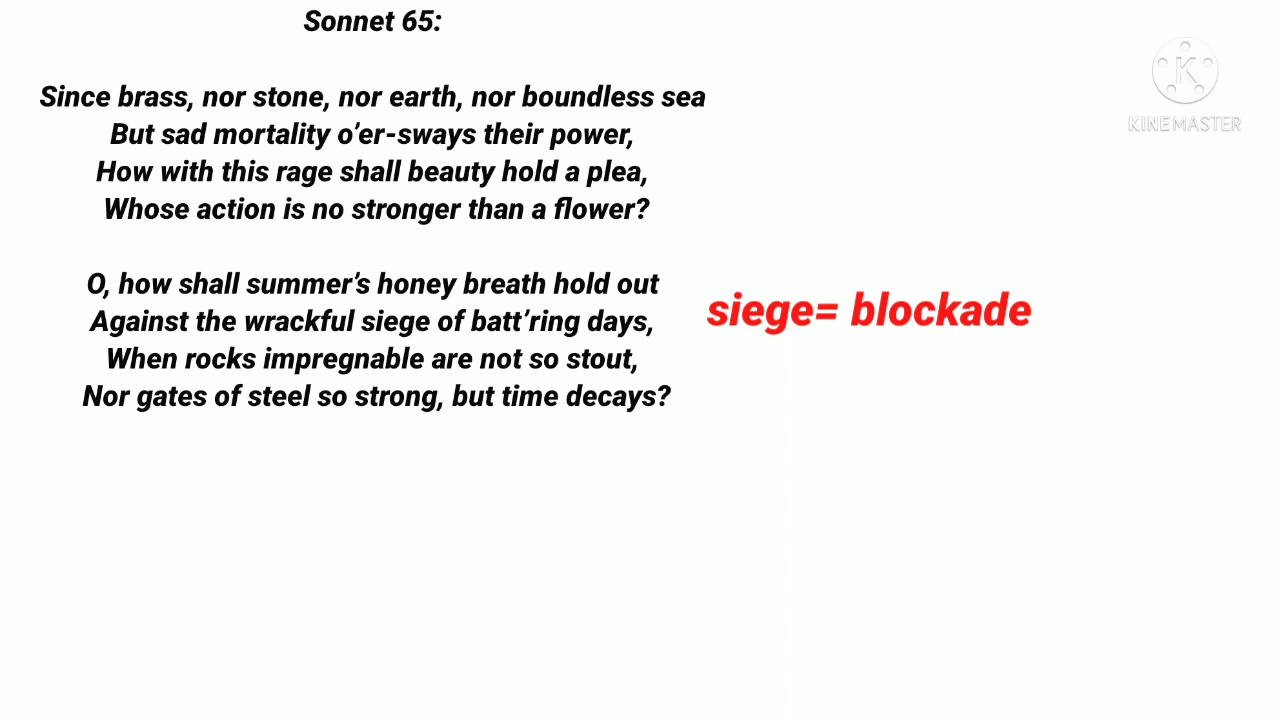 Sonnet 65:
Since brass, nor stone, nor earth, nor boundless sea
But sad mortality o’er-sways their power,
How with this rage shall beauty hold a plea,
Whose action is no stronger than a flower?
O, how shall summer’s honey breath hold out
Against the wrackful siege of batt’ring days,
When rocks impregnable are not so stout,
Nor gates of steel so strong, but time decays?
siege= blockade
K
KINEMASTER